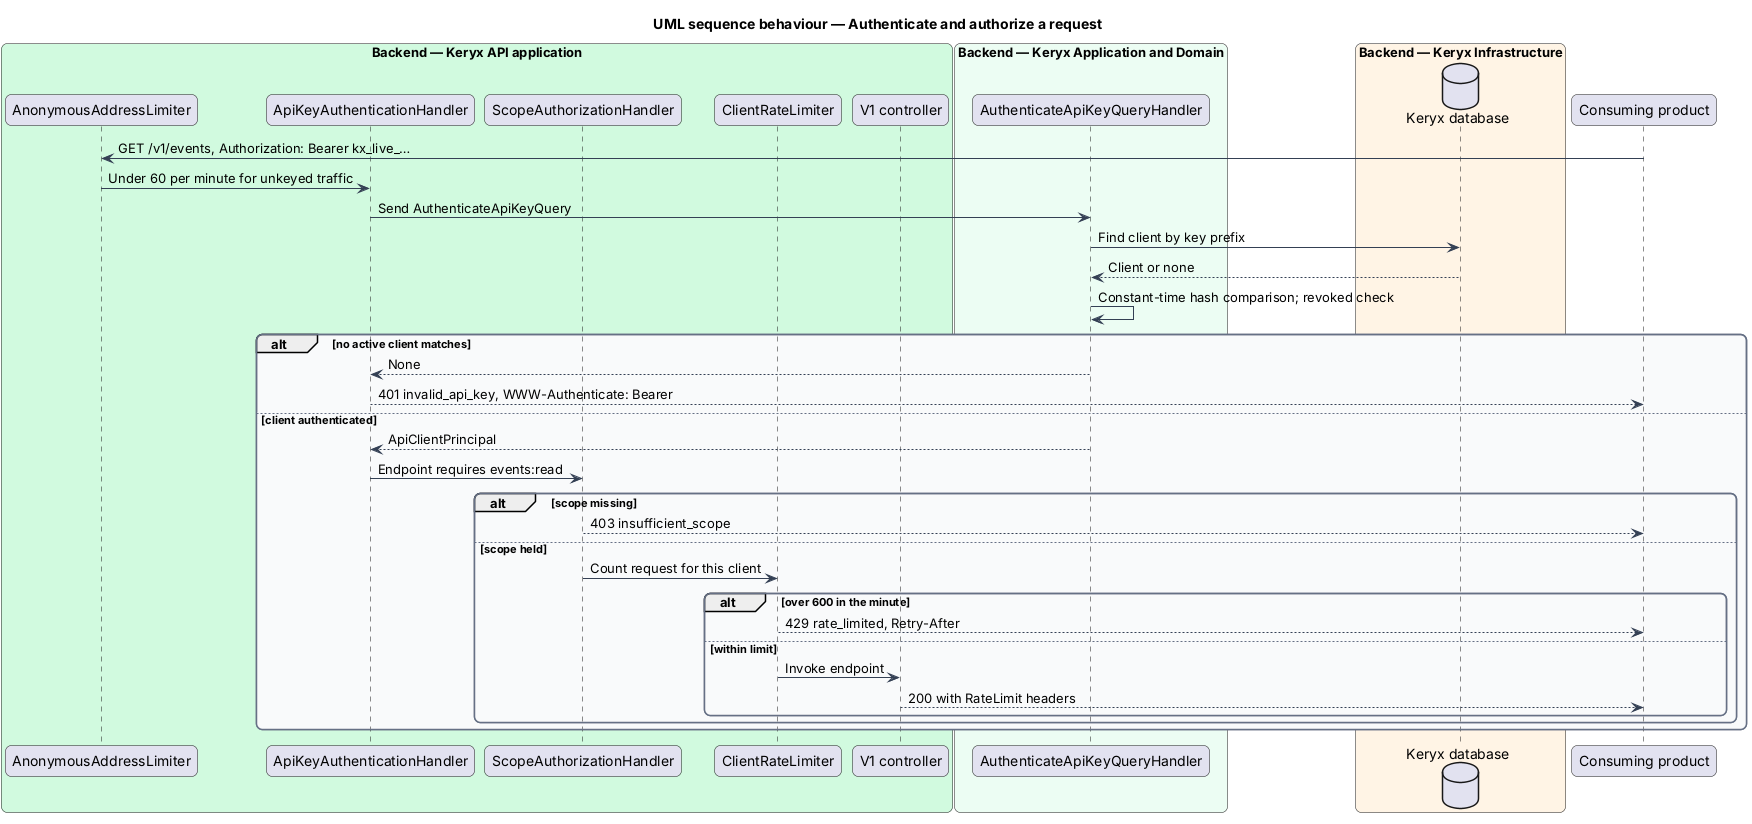 UML sequence behaviour — Authenticate and authorize a request
Backend — Keryx API application
Backend — Keryx Application and Domain
Backend — Keryx Infrastructure
AnonymousAddressLimiter
ApiKeyAuthenticationHandler
ScopeAuthorizationHandler
ClientRateLimiter
V1 controller
AuthenticateApiKeyQueryHandler
Keryx database
Consuming product
GET /v1/events, Authorization: Bearer kx_live_...
Under 60 per minute for unkeyed traffic
Send AuthenticateApiKeyQuery
Find client by key prefix
Client or none
Constant-time hash comparison; revoked check
alt
[no active client matches]
None
401 invalid_api_key, WWW-Authenticate: Bearer
[client authenticated]
ApiClientPrincipal
Endpoint requires events:read
alt
[scope missing]
403 insufficient_scope
[scope held]
Count request for this client
alt
[over 600 in the minute]
429 rate_limited, Retry-After
[within limit]
Invoke endpoint
200 with RateLimit headers
AnonymousAddressLimiter
ApiKeyAuthenticationHandler
ScopeAuthorizationHandler
ClientRateLimiter
V1 controller
AuthenticateApiKeyQueryHandler
Keryx database
Consuming product